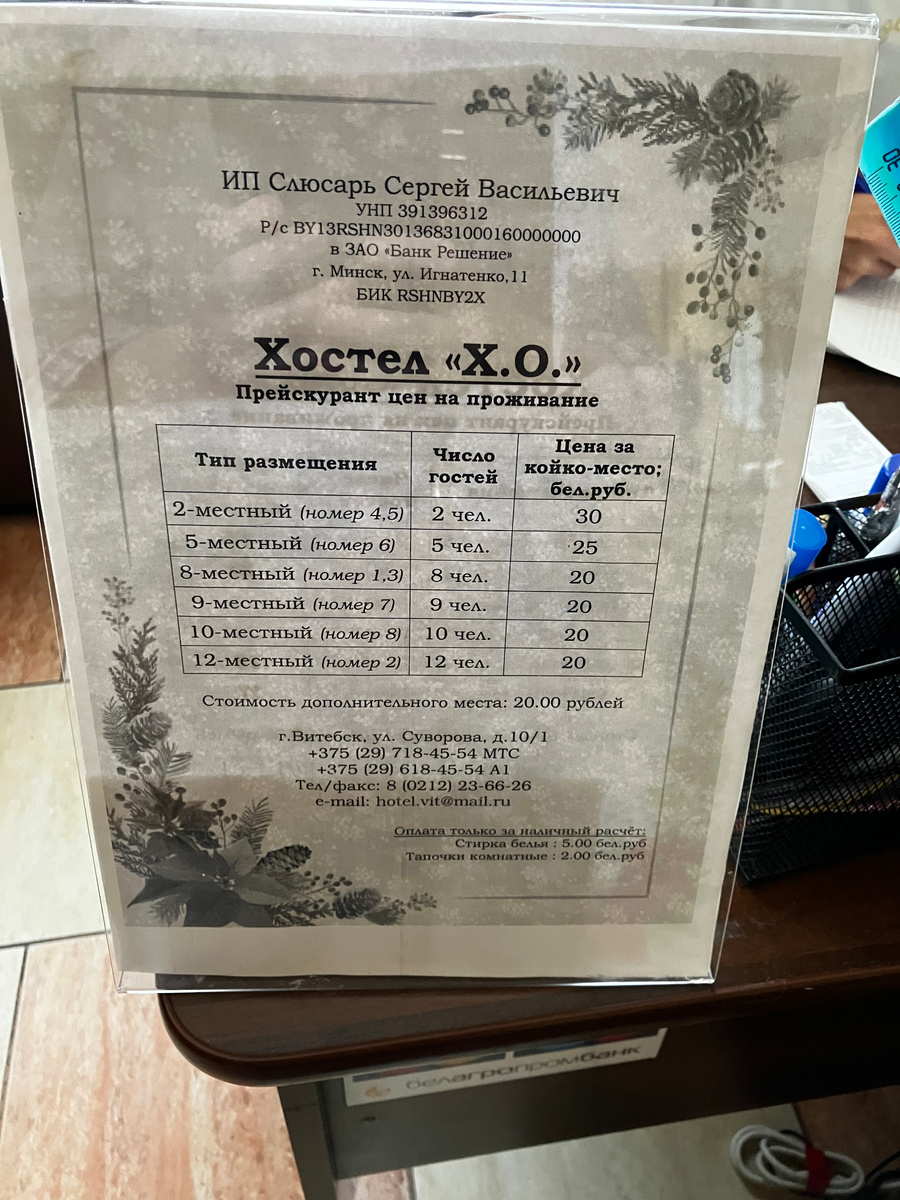 ИП Слюсарь Сергей Васильевич
УНП 391396312
Р/с BY13RSHN30136831000160000000
в ЗАО «Банк Решение»
г. Минск, ул. Игнатенко,11
БИК RSHNBY2X
Хостел «Х.О.»
Прейскурант цен на проживание
Тип размещения Число гостей Цена за койко-место; бел.руб.
2-местный (номер 4,5) 2 чел. 30
5-местный (номер 6) 5 чел. 25
8-местный (номер 1,3) 8 чел. 20
9-местный (номер 7) 9 чел. 20
10-местный (номер 8) 10 чел. 20
12-местный (номер 2) 12 чел. 20
Стоимость дополнительного места: 20.00 рублей
г.Витебск, ул. Суворова, д.10/1
+375 (29) 718-45-54 МТС
+375 (29) 618-45-54 А1
Тел/факс: 8 (0212) 23-66-26
e-mail: hotel.vit@mail.ru
Оплата только за наличный расчёт:
Стирка белья : 5.00 бел.руб
Тапочки комнатные : 2.00 бел.руб
белагропромбанк
30